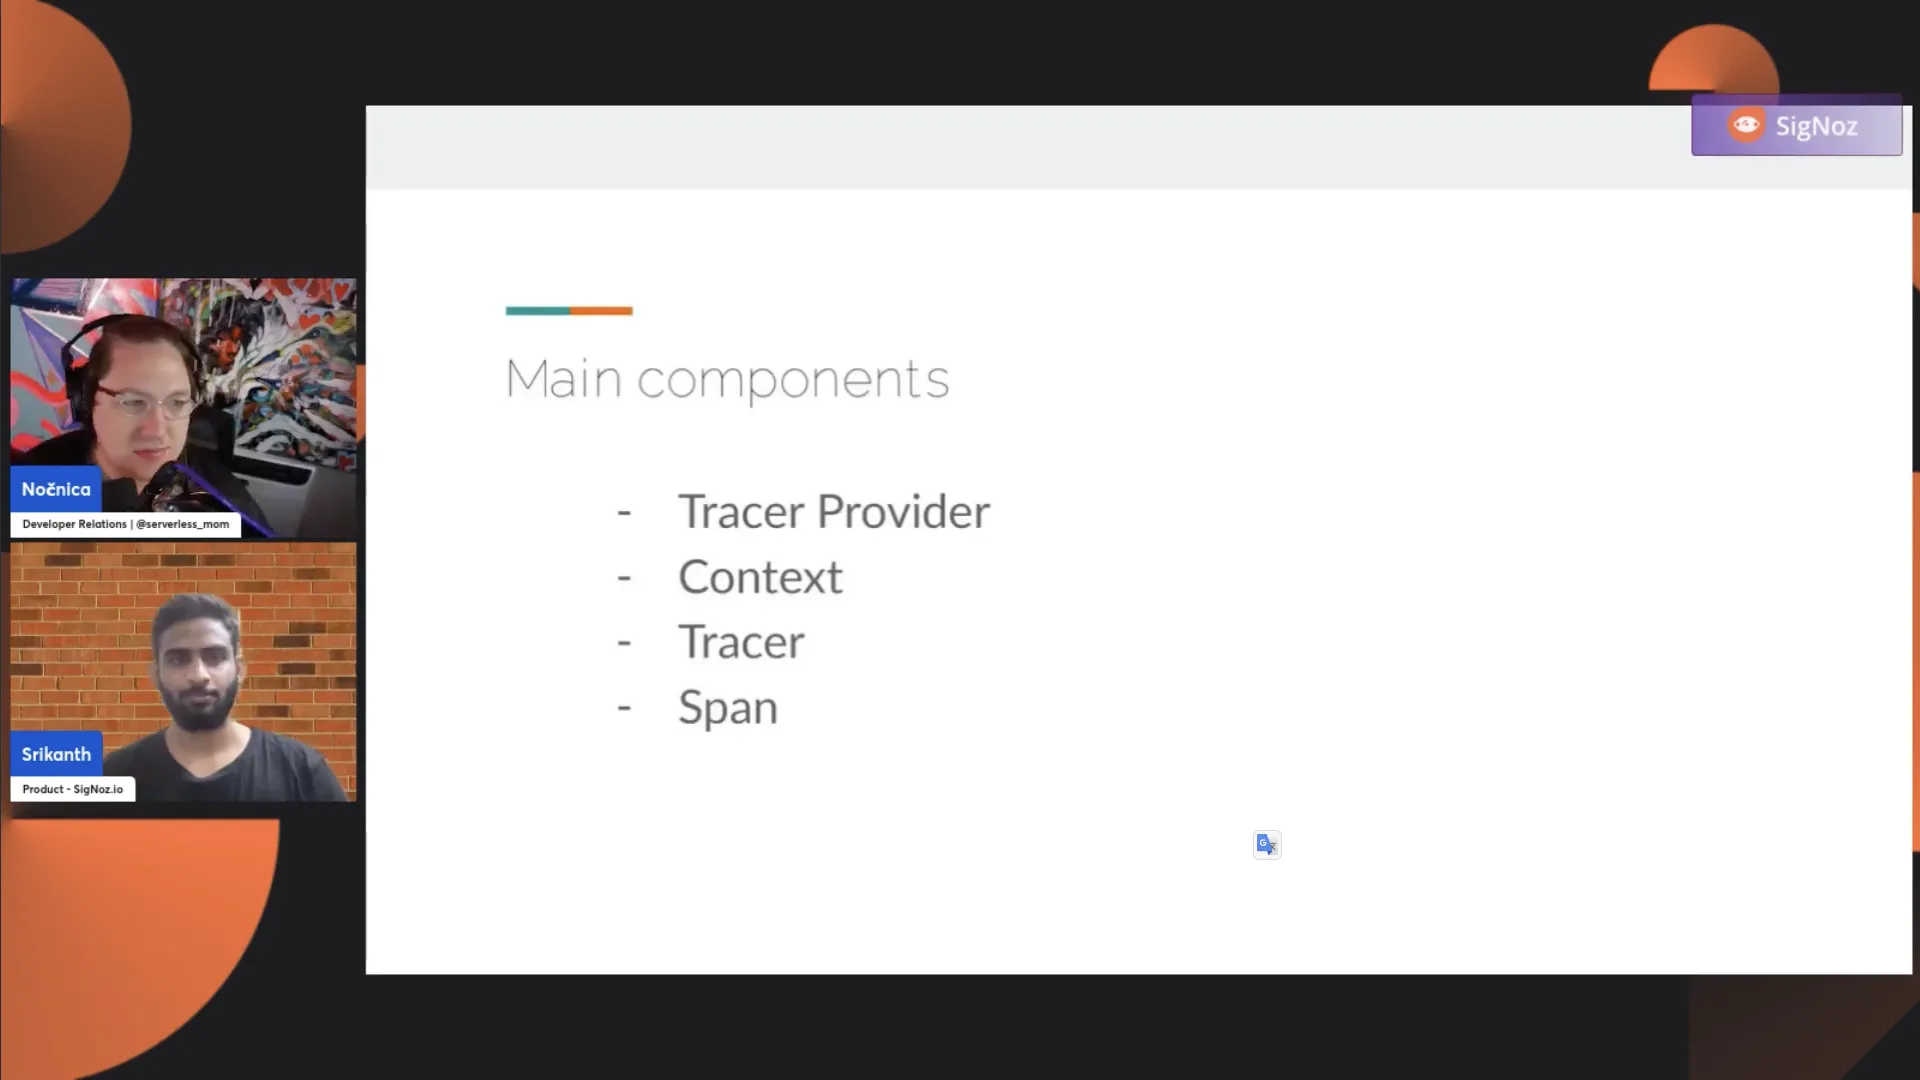 SigNoz
Main components
- Tracer Provider
- Context
- Tracer
- Span
Nočnica
Developer Relations | @serverless_mom
Srikanth
Product - SigNoz.io